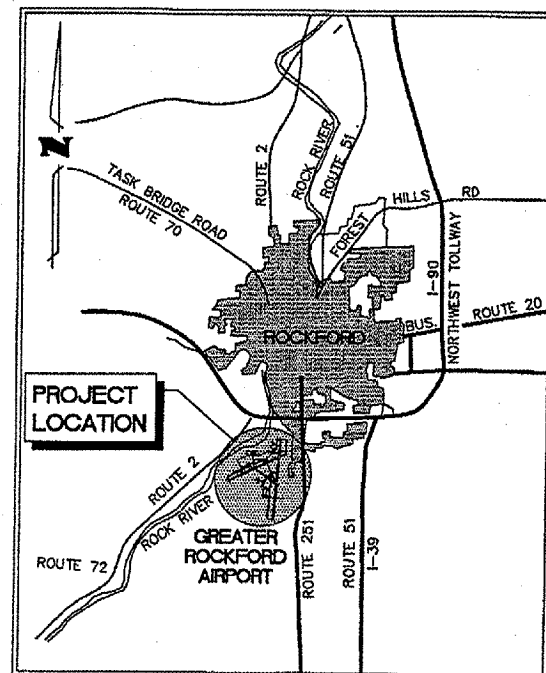 N
TASK BRIDGE ROAD
ROUTE 70
ROUTE 2
ROCK RIVER
ROUTE 51
FOREST HILLS RD
I-90
NORTHWEST TOLLWAY
BUS. ROUTE 20
ROCKFORD
PROJECT
LOCATION
ROUTE 2
ROCK RIVER
ROUTE 72
GREATER
ROCKFORD
AIRPORT
ROUTE 251
ROUTE 51
I-39